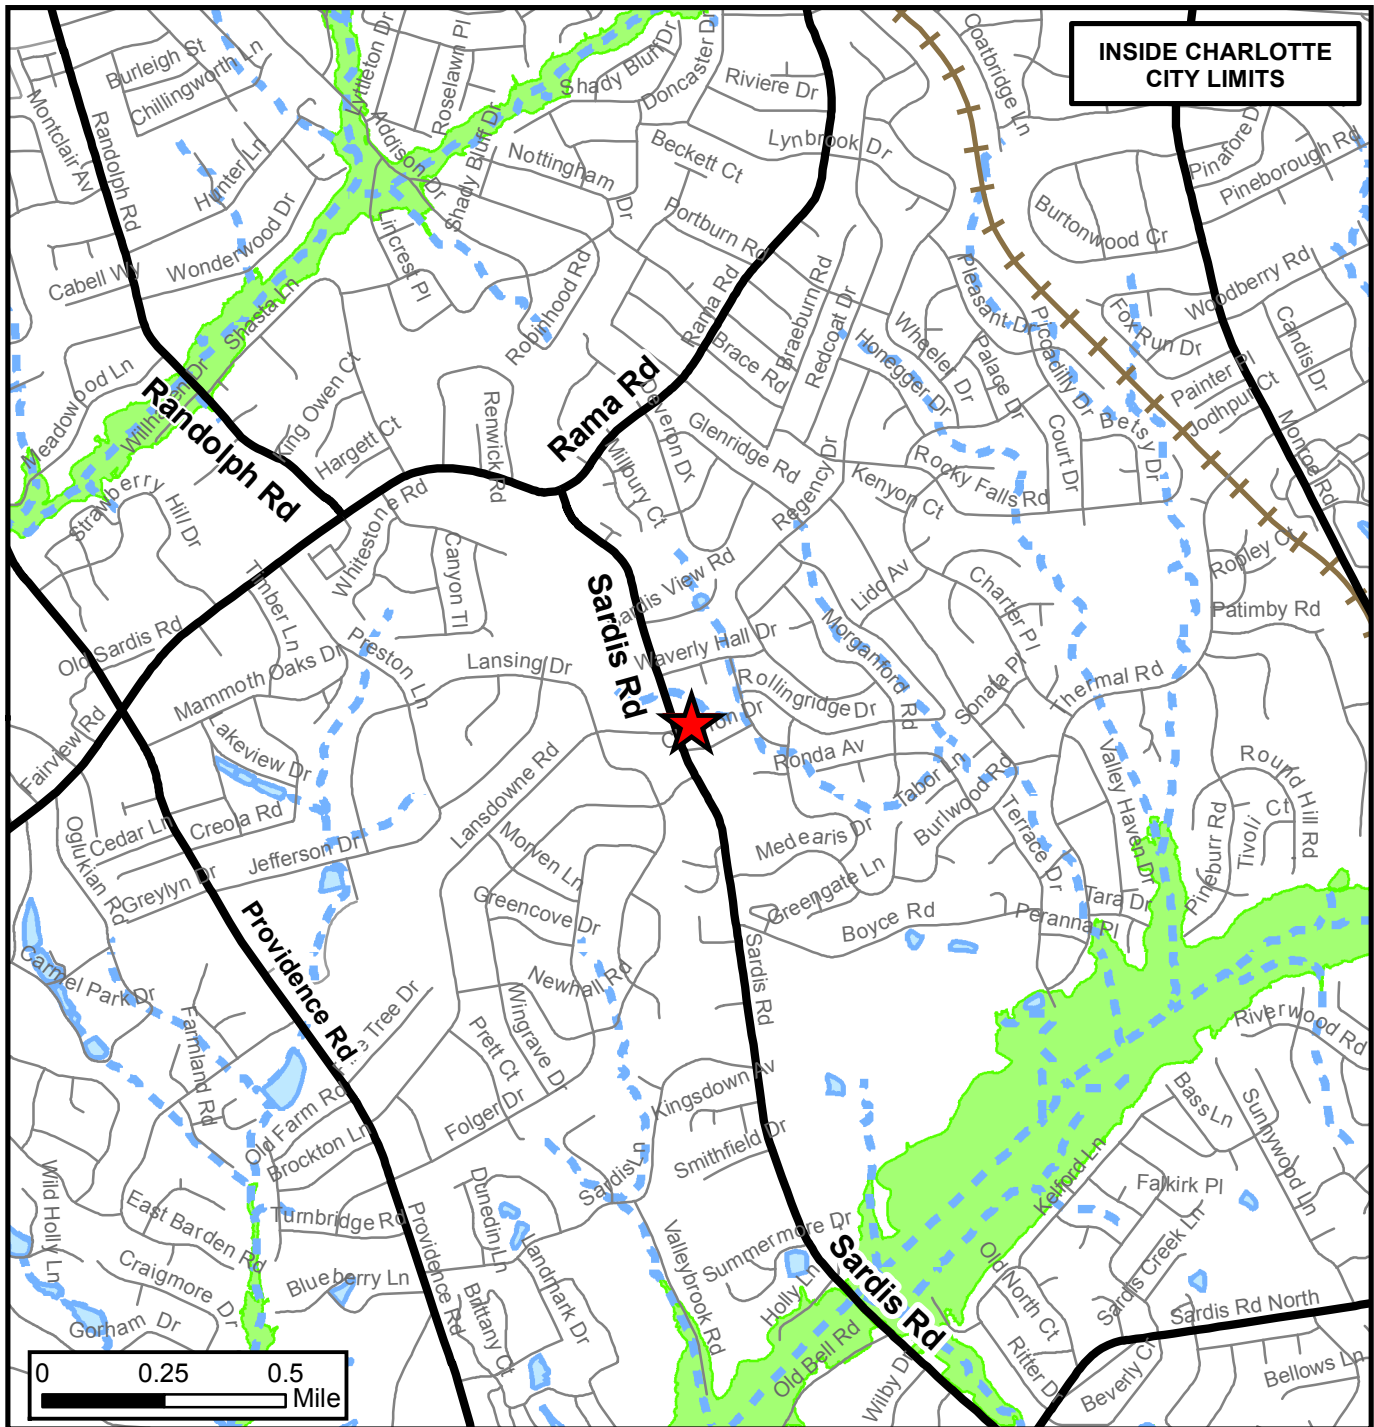 INSIDE CHARLOTTE
CITY LIMITS
Burleigh St
Chillingworth Ln
Montclair Av
Randolph Rd
Lyttleton Dr
Roselawn Pl
Addison Dr
Shady Bluff Dr
Shady Bluff Dr
Doncaster Dr
Riviere Dr
Coatbridge Ln
Lynbrook Dr
Beckett Ct
Nottingham Dr
Portburn Rd
Pinafore D
Pineborough Rd
Burtonwood Cr
Hunter Ln
Wonderwood Dr
Cabell Wy
Lincrest Pl
Robinhood Rd
Shasta Ln
Rama Rd
Brace Rd
Braeburn Rd
Redcoat Dr
Honegger Dr
Wheeler Dr
Palace Dr
Pleasant Dr
Piccadilly Dr
Fox Run Dr
Woodberry Rd
Candis Dr
Painter Pl
Jodhpur Ct
Monroe Rd
Betsy Dr
Court Dr
Meadowood Ln
King Owen Ct
Hargett Ct
Renwick Rd
Rama Rd
Randolph Rd
Deveron Dr
Milbury Ct
Glenridge Rd
Regency Dr
Kenyon Ct
Rocky Falls Rd
Strawberry Hill Dr
Whitestone Rd
Canyon Tl
Timber Ln
Sardis View Rd
Lido Av
Charter Pl
Ropley Ct
Patimby Rd
Old Sardis Rd
Mammoth Oaks Dr
Preston Ln
Lansing Dr
Sardis Rd
Waverly Hall Dr
Morganford Rd
Rollingridge Dr
Sonata Pl
Thermal Rd
Fairview Rd
Lakeview Dr
Ronda Av
Tabor Ln
Burlwood Rd
Valley Haven Dr
Round Hill Rd
Tivoli Ct
Pineburr Rd
Oglukian Rd
Cedar Ln
Creola Rd
Greylyn Dr
Jefferson Dr
Lansdowne Rd
Morven Ln
Greencove Dr
Medearis Dr
Greengate Ln
Boyce Rd
Terrace Dr
Tara Dr
Peranna Pl
Providence Rd
Carmel Park Dr
Farmland Rd
Tree Dr
Newhall Rd
Wingrave Dr
Pett Ct
Sardis Rd
Riverwood Rd
Old Farm Rd
Brockton Ln
Folger Dr
Kingsdown Av
Smithfield Dr
Bass Ln
Sunnywood Ln
Kelford Ln
Falkirk Pl
Wild Holly Ln
East Barden Rd
Turnbridge Rd
Providence Rd
Dunedin Ln
Sardis Ln
Valleybrook Rd
Summermore Dr
Holly Ln
Sardis Rd
Old North Ct
Sardis Creek Ln
Sardis Rd North
Craigmore Dr
Blueberry Ln
Brittany Ct
Landmark Dr
Gorham Dr
Old Bell Rd
Wilby Dr
Ritter D
Beverly Cr
Bellows Ln
0 0.25 0.5
Mile